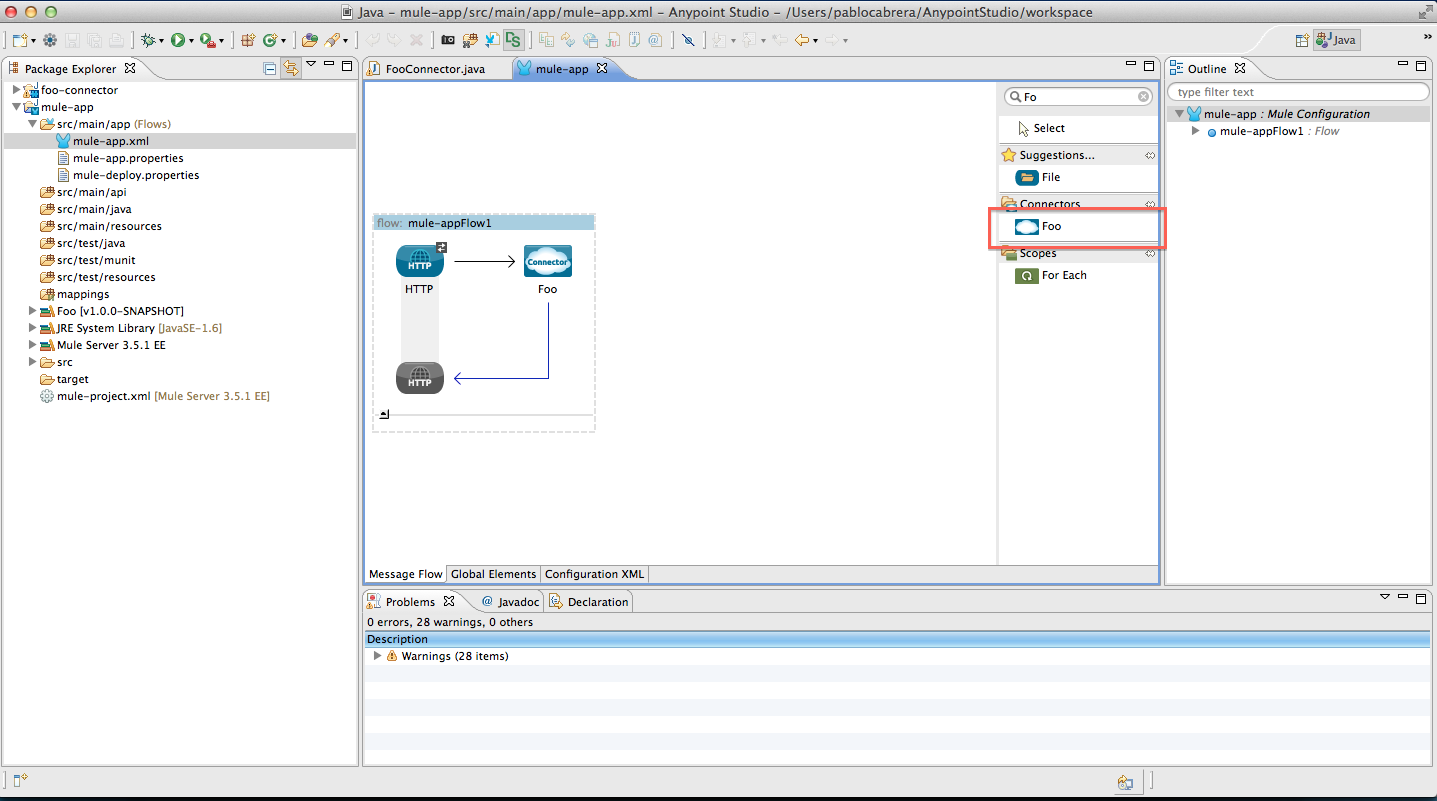 Java - mule-app/src/main/app/mule-app.xml - Anypoint Studio - /Users/pablocabrera/AnypointStudio/workspace
Java
Package Explorer
foo-connector
mule-app
src/main/app (Flows)
mule-app.xml
mule-app.properties
mule-deploy.properties
src/main/api
src/main/java
src/main/resources
src/test/java
src/test/munit
src/test/resources
mappings
Foo [v1.0.0-SNAPSHOT]
JRE System Library [JavaSE-1.6]
Mule Server 3.5.1 EE
src
target
mule-project.xml [Mule Server 3.5.1 EE]
FooConnector.java
mule-app
flow: mule-appFlow1
HTTP
Connector
HTTP
Foo
HTTP
Fo
Select
Suggestions...
File
Connectors
Foo
Scopes
For Each
Message Flow
Global Elements
Configuration XML
Outline
type filter text
mule-app : Mule Configuration
mule-appFlow1 : Flow
Problems
@ Javadoc
Declaration
0 errors, 28 warnings, 0 others
Description
Warnings (28 items)